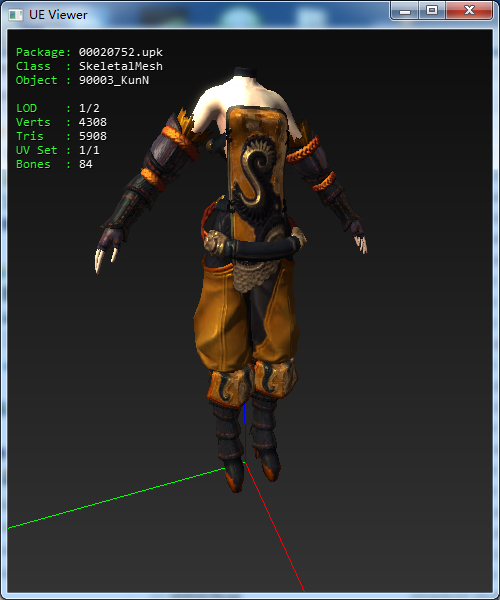 UE Viewer
Package: 00020752.upk
Class : SkeletalMesh
Object : 90003_KunN
LOD : 1/2
Verts : 4308
Tris : 5908
UV Set : 1/1
Bones : 84